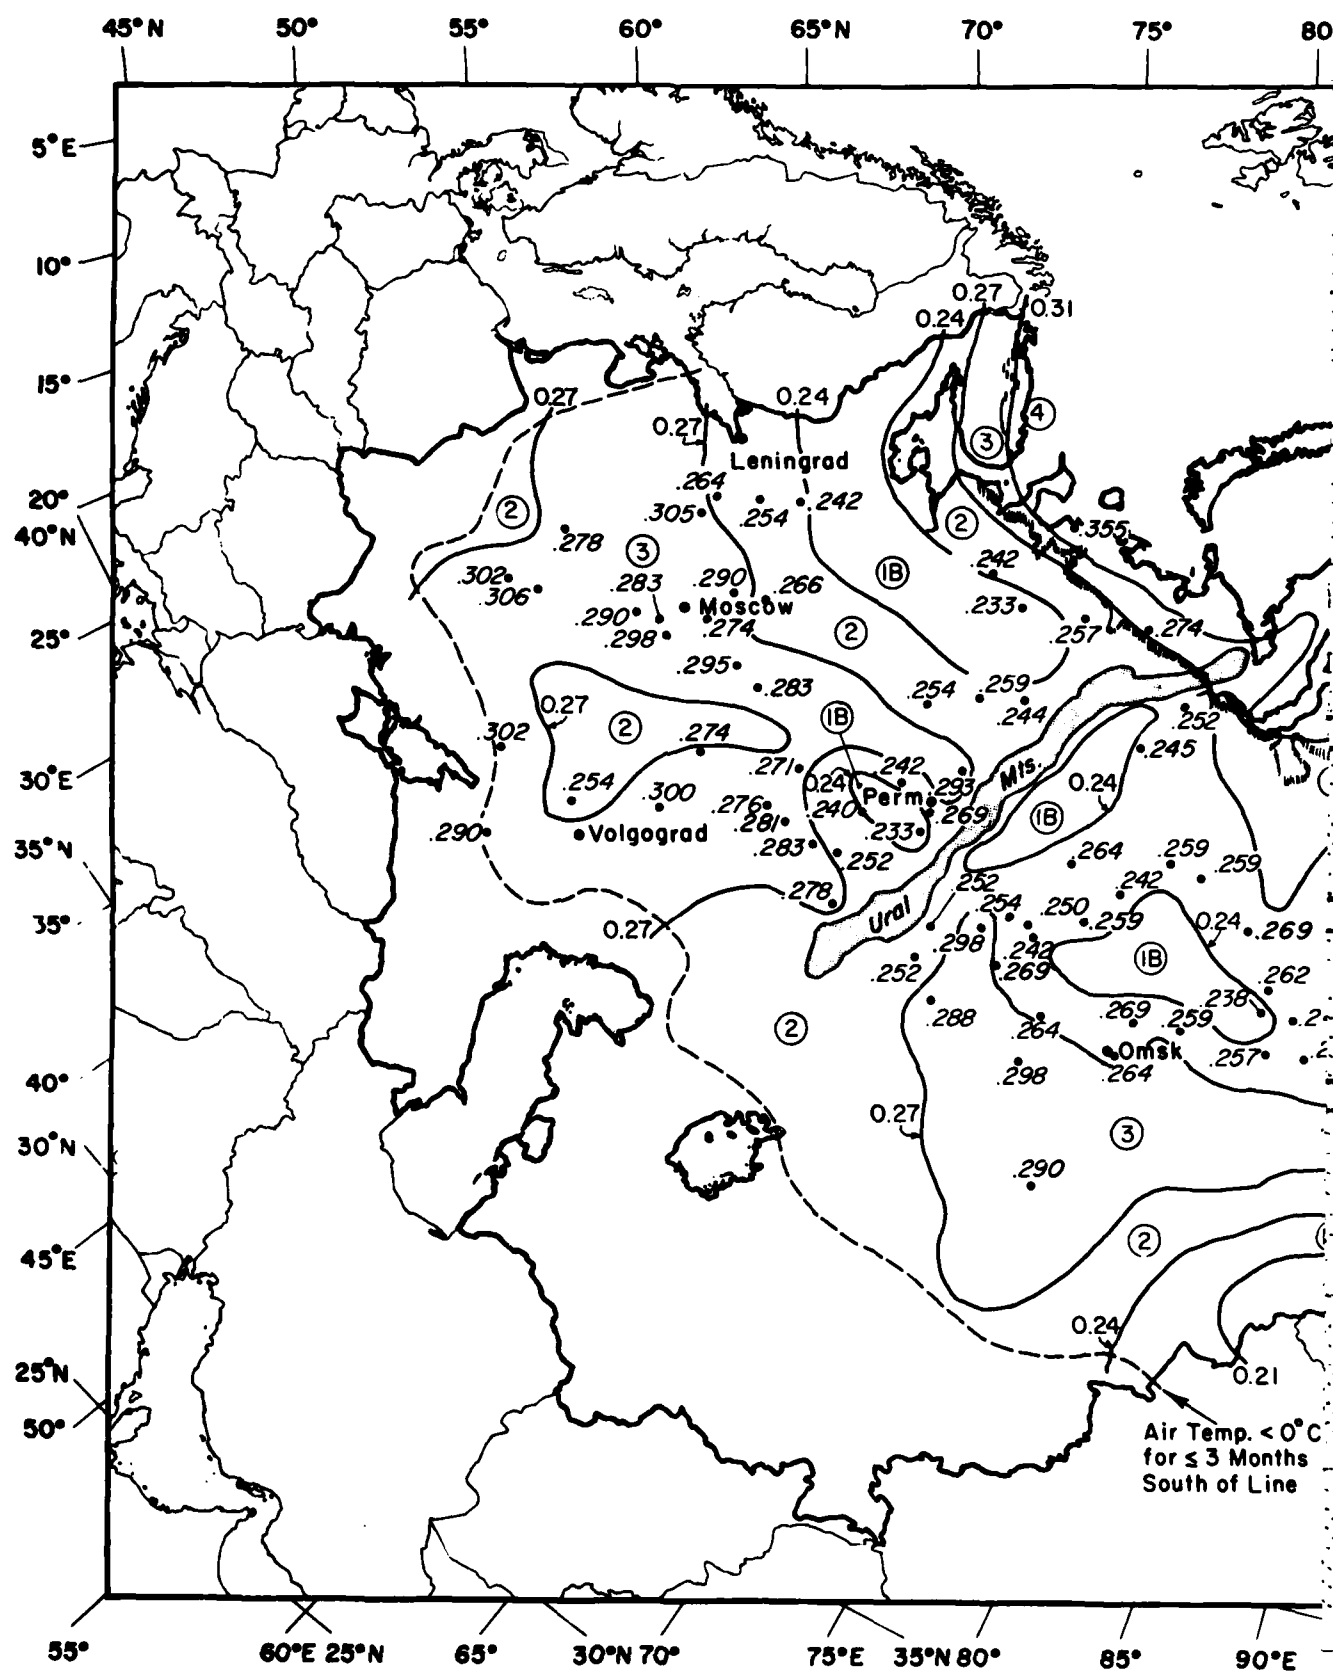 45°N 50° 55° 60° 65°N 70° 75° 80
5°E
10°
15°
20°
40°N
25°
30°E
35°N
35°
40°
30°N
45°E
25°N
50°
0.27 0.31
0.24
0.27 0.24
0.27
4
3
Leningrad
.264
.242
2 .305 .254 2
.278 .355
3 .242
1B
.302 .283 .290 .266
.306 .233
.290 Moscow
.298 .274 .257 .274
2
.295
.283 .254 .259
.244
0.27 2 1B .252
.302 .274 .245
.271 .242 Mts.
0.24 .293 0.24
.254 .300 Perm
.276 .240 .269 1B
.281 .233
.290 Volgograd
.283 .252 .264 .259 .259
.278 .252 .242
Ural .254 .250 .259 0.24
0.27 .298 .242 .269
.252 .269 1B
.262
.238
2 .288 .264 .269 .259
Omsk .257
.298 .264
0.27
3
.290
2
0.24
0.21
Air Temp. < 0°C
for ≤ 3 Months
South of Line
55° 60°E 25°N 65° 30°N 70° 75°E 35°N 80° 85° 90°E